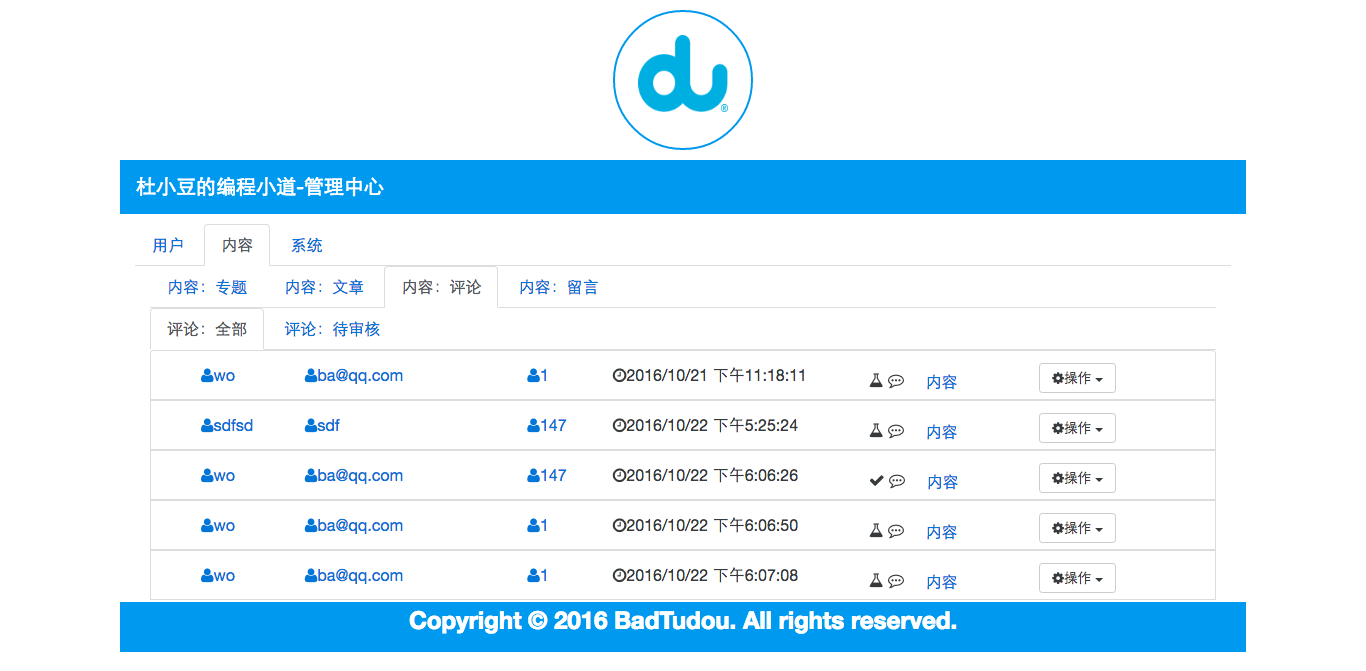 du®
杜小豆的编程小道-管理中心
用户 内容 系统
内容：专题 内容：文章 内容：评论 内容：留言
评论：全部 评论：待审核
wo ba@qq.com 1 2016/10/21 下午11:18:11 内容 操作
sdfsd sdf 147 2016/10/22 下午5:25:24 内容 操作
wo ba@qq.com 147 2016/10/22 下午6:06:26 内容 操作
wo ba@qq.com 1 2016/10/22 下午6:06:50 内容 操作
wo ba@qq.com 1 2016/10/22 下午6:07:08 内容 操作
Copyright © 2016 BadTudou. All rights reserved.